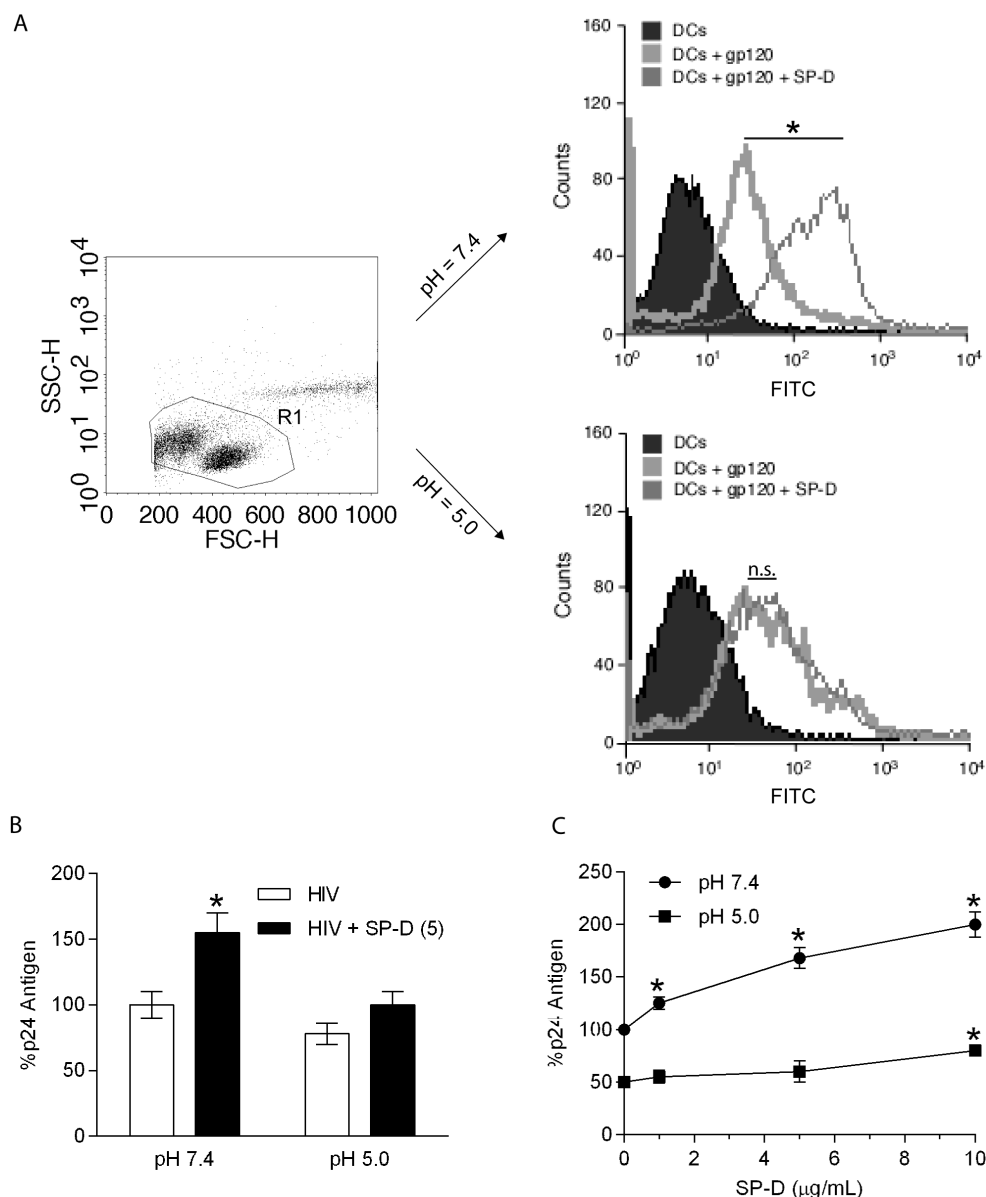 A
160
120
80
40
0
Counts
DCs
DCs + gp120
DCs + gp120 + SP-D
*
10⁰ 10¹ 10² 10³ 10⁴
FITC
SSC-H
10⁴
10³
10²
10¹
10⁰
R1
0 200 400 600 800 1000
FSC-H
pH = 7.4
pH = 5.0
160
120
80
40
0
Counts
DCs
DCs + gp120
DCs + gp120 + SP-D
n.s.
10⁰ 10¹ 10² 10³ 10⁴
FITC
B
200
150
100
50
0
%p24 Antigen
HIV
HIV + SP-D (5)
*
pH 7.4 pH 5.0
C
250
200
150
100
50
0
%p24 Antigen
pH 7.4
pH 5.0
*
*
*
*
0 2 4 6 8 10
SP-D (µg/mL)